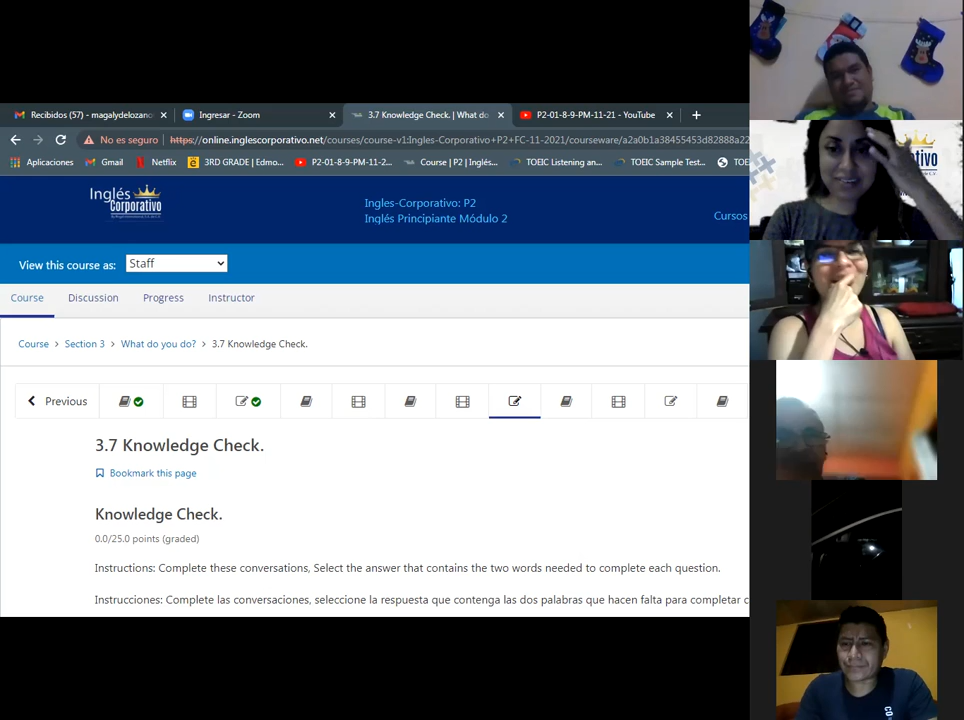 Recibidos (57) - magalydelozano
Ingresar - Zoom
3.7 Knowledge Check. | What do
P2-01-8-9-PM-11-21 - YouTube
No es seguro
https://online.inglescorporativo.net/courses/course-v1:Ingles-Corporativo+P2+FC-11-2021/courseware/a2a0b1a38455453d82888a22
Aplicaciones
Gmail
Netflix
3RD GRADE | Edmo...
P2-01-8-9-PM-11-2...
Course | P2 | Inglés...
TOEIC Listening an...
TOEIC Sample Test...
TOE
Inglés
Corporativo
Ingles-Corporativo: P2
Inglés Principiante Módulo 2
Cursos
View this course as:
Staff
Course
Discussion
Progress
Instructor
Course > Section 3 > What do you do? > 3.7 Knowledge Check.
Previous
3.7 Knowledge Check.
Bookmark this page
Knowledge Check.
0.0/25.0 points (graded)
Instructions: Complete these conversations, Select the answer that contains the two words needed to complete each question.
Instrucciones: Complete las conversaciones, seleccione la respuesta que contenga las dos palabras que hacen falta para completar c